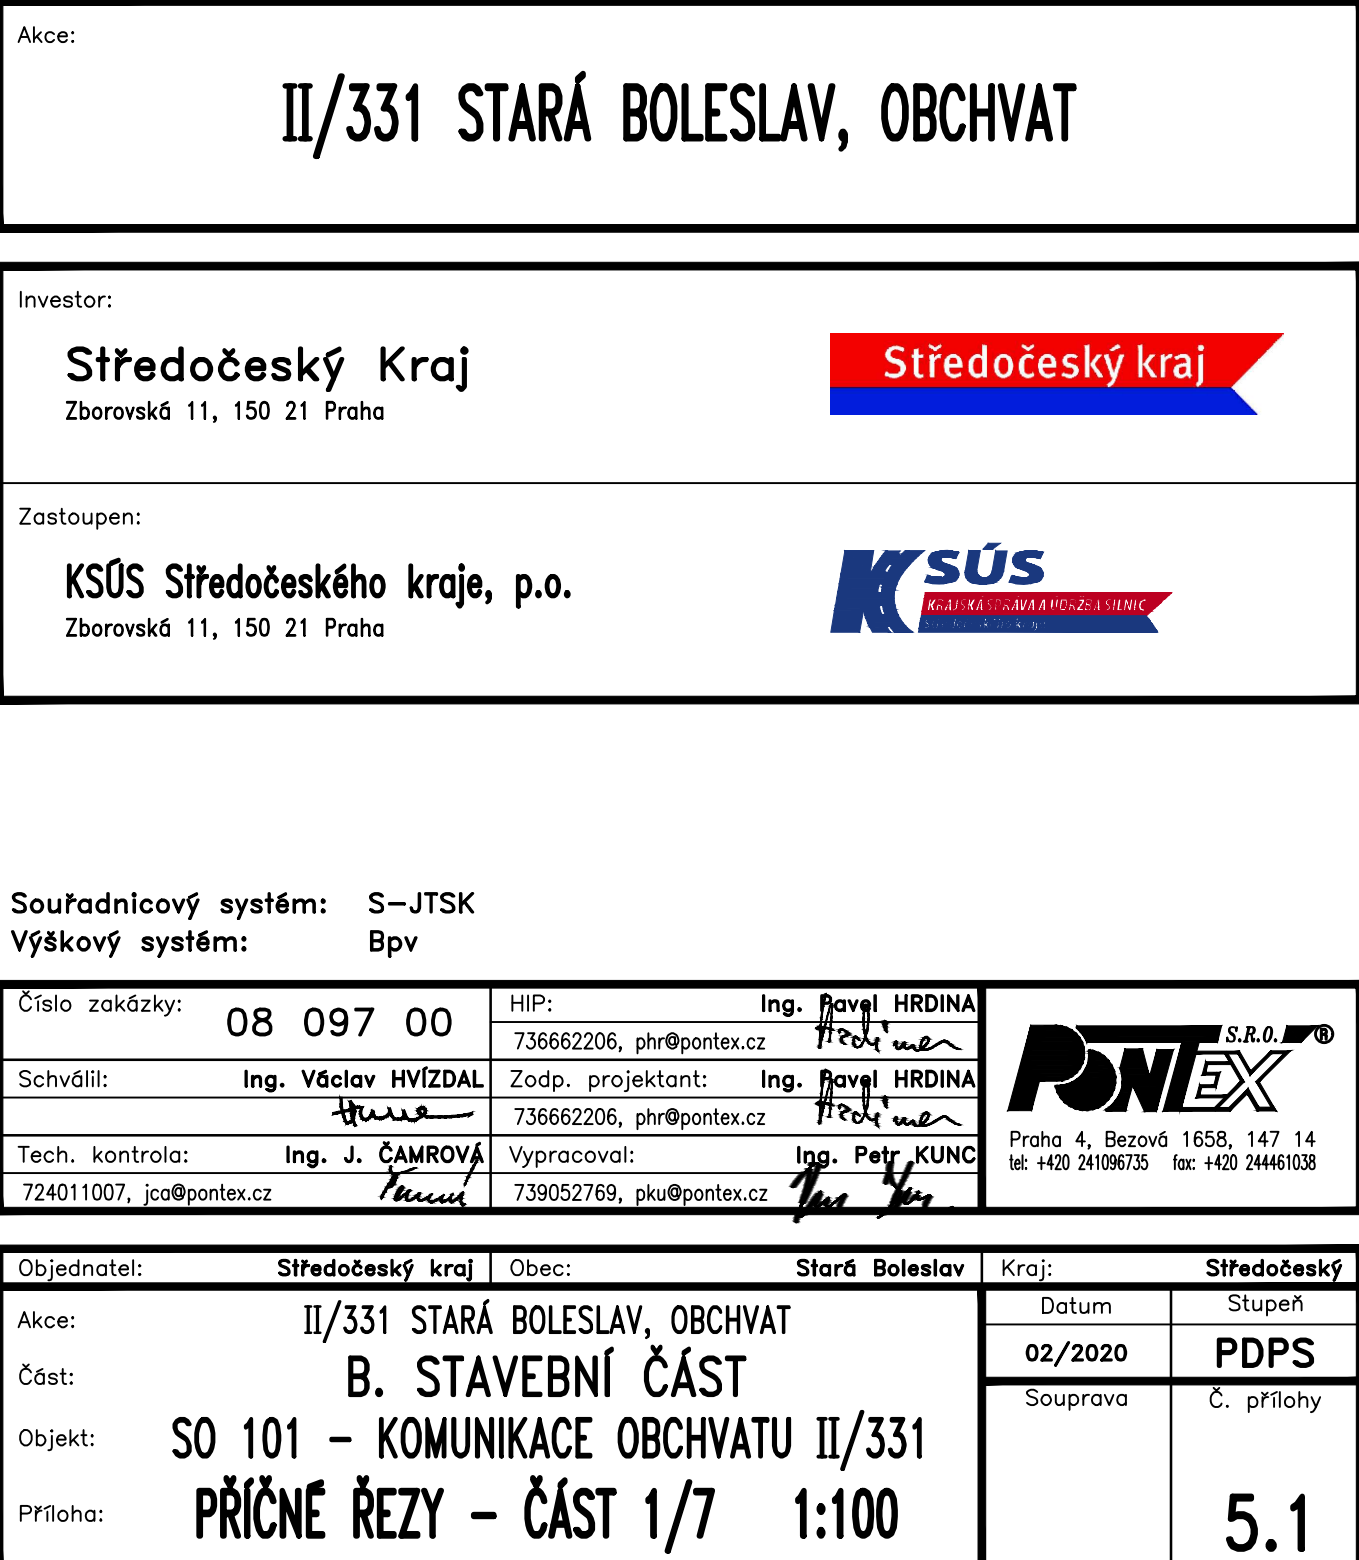 Akce:
II/331 STARÁ BOLESLAV, OBCHVAT
Investor:
Středočeský Kraj
Zborovská 11, 150 21 Praha
Středočeský kraj
Zastoupen:
KSÚS Středočeského kraje, p.o.
Zborovská 11, 150 21 Praha
KSÚS
KRAJSKÁ SPRÁVA A ÚDRŽBA SILNIC
Souřadnicový systém: S-JTSK
Výškový systém: Bpv
Číslo zakázky: 08 097 00
HIP: Ing. Pavel HRDINA
736662206, phr@pontex.cz
Schválil: Ing. Václav HVÍZDAL
Zodp. projektant: Ing. Pavel HRDINA
736662206, phr@pontex.cz
Tech. kontrola: Ing. J. ČAMROVÁ
724011007, jca@pontex.cz
Vypracoval: Ing. Petr KUNC
739052769, pku@pontex.cz
PONTEX S.R.O. ®
Praha 4, Bezová 1658, 147 14
tel: +420 241096735 fax: +420 244461038
Objednatel: Středočeský kraj
Obec: Stará Boleslav
Kraj: Středočeský
Akce: II/331 STARÁ BOLESLAV, OBCHVAT
Část: B. STAVEBNÍ ČÁST
Objekt: SO 101 – KOMUNIKACE OBCHVATU II/331
Příloha: PŘÍČNÉ ŘEZY – ČÁST 1/7 1:100
Datum
02/2020
Stupeň
PDPS
Souprava
Č. přílohy
5.1